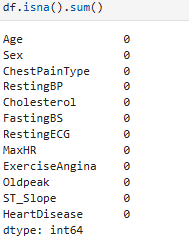 df.isna().sum()
Age 0
Sex 0
ChestPainType 0
RestingBP 0
Cholesterol 0
FastingBS 0
RestingECG 0
MaxHR 0
ExerciseAngina 0
Oldpeak 0
ST_Slope 0
HeartDisease 0
dtype: int64